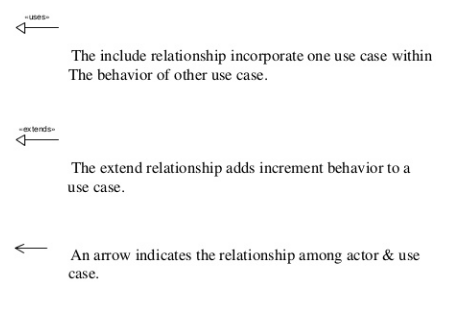 «uses»
The include relationship incorporate one use case within
The behavior of other use case.
«extends»
The extend relationship adds increment behavior to a
use case.
An arrow indicates the relationship among actor & use
case.